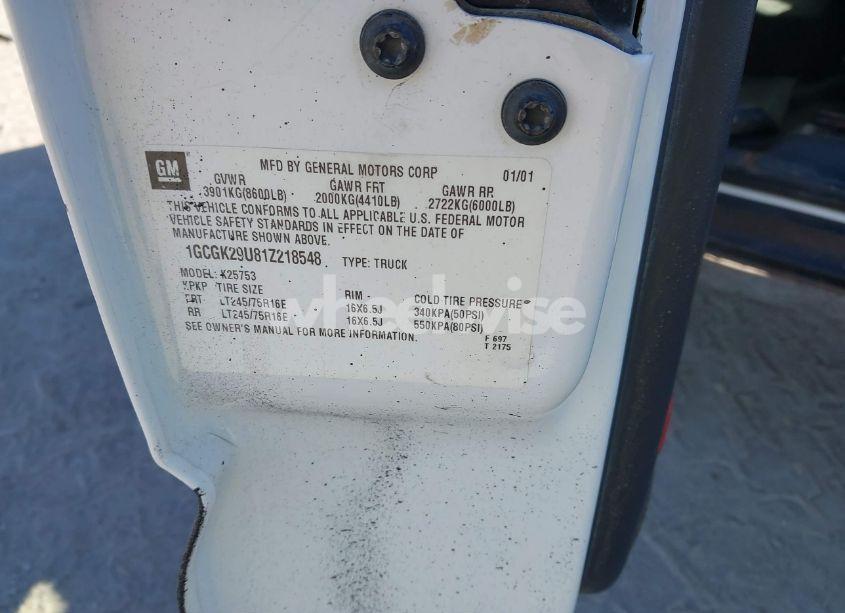 GM
MFD BY GENERAL MOTORS CORP 01/01
GVWR GAWR FRT GAWR RR
3901KG(8600LB) 2000KG(4410LB) 2722KG(6000LB)
THIS VEHICLE CONFORMS TO ALL APPLICABLE U.S. FEDERAL MOTOR
VEHICLE SAFETY STANDARDS IN EFFECT ON THE DATE OF
MANUFACTURE SHOWN ABOVE.
1GCGK29U81Z218548 TYPE: TRUCK
MODEL: K25753
TIRE SIZE RIM COLD TIRE PRESSURE
FRT LT245/75R16E 16X6.5J 340KPA(50PSI)
RR LT245/75R16E 16X6.5J 550KPA(80PSI)
SEE OWNER'S MANUAL FOR MORE INFORMATION.
F 697
T 2175
wheelwise